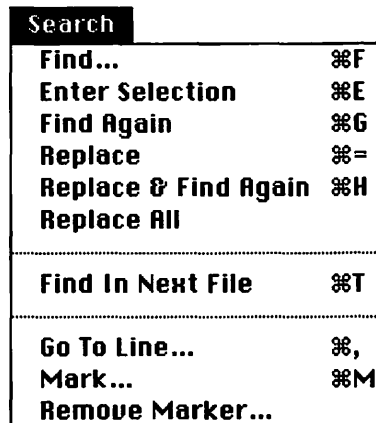 Search
Find... ⌘F
Enter Selection ⌘E
Find Again ⌘G
Replace ⌘=
Replace & Find Again ⌘H
Replace All
Find In Next File ⌘T
Go To Line... ⌘,
Mark... ⌘M
Remove Marker...